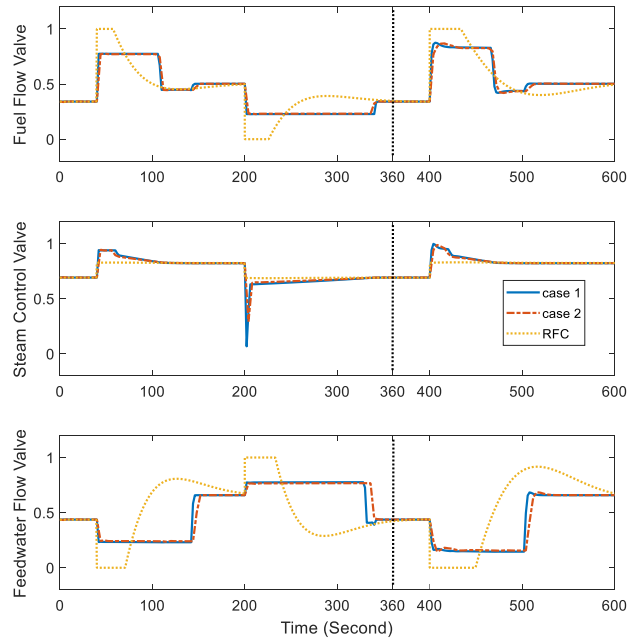 Fuel Flow Valve
1
0.5
0
0 100 200 300 360 400 500 600
Steam Control Valve
1
0.5
0
case 1
case 2
RFC
0 100 200 300 360 400 500 600
Feedwater Flow Valve
1
0.5
0
0 100 200 300 360 400 500 600
Time (Second)